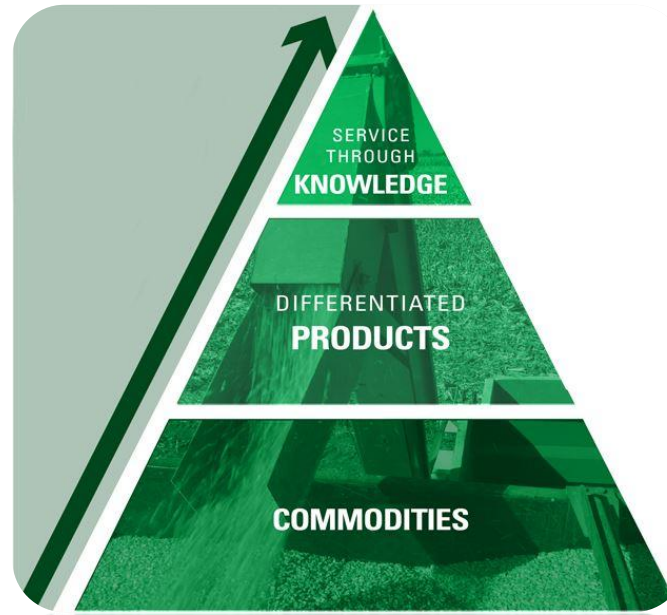 SERVICE
THROUGH
KNOWLEDGE
DIFFERENTIATED
PRODUCTS
COMMODITIES